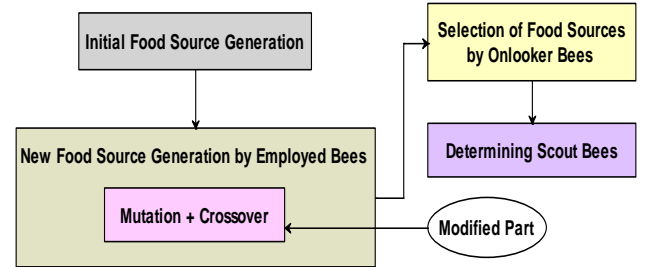 Initial Food Source Generation
New Food Source Generation by Employed Bees
Mutation + Crossover
Selection of Food Sources
by Onlooker Bees
Determining Scout Bees
Modified Part